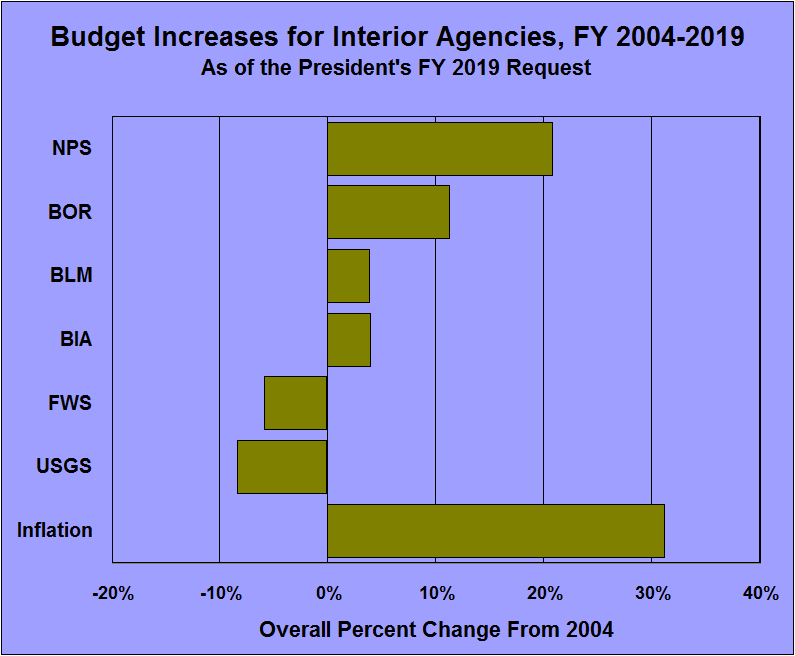 Budget Increases for Interior Agencies, FY 2004-2019
As of the President's FY 2019 Request
NPS
BOR
BLM
BIA
FWS
USGS
Inflation
-20% -10% 0% 10% 20% 30% 40%
Overall Percent Change From 2004